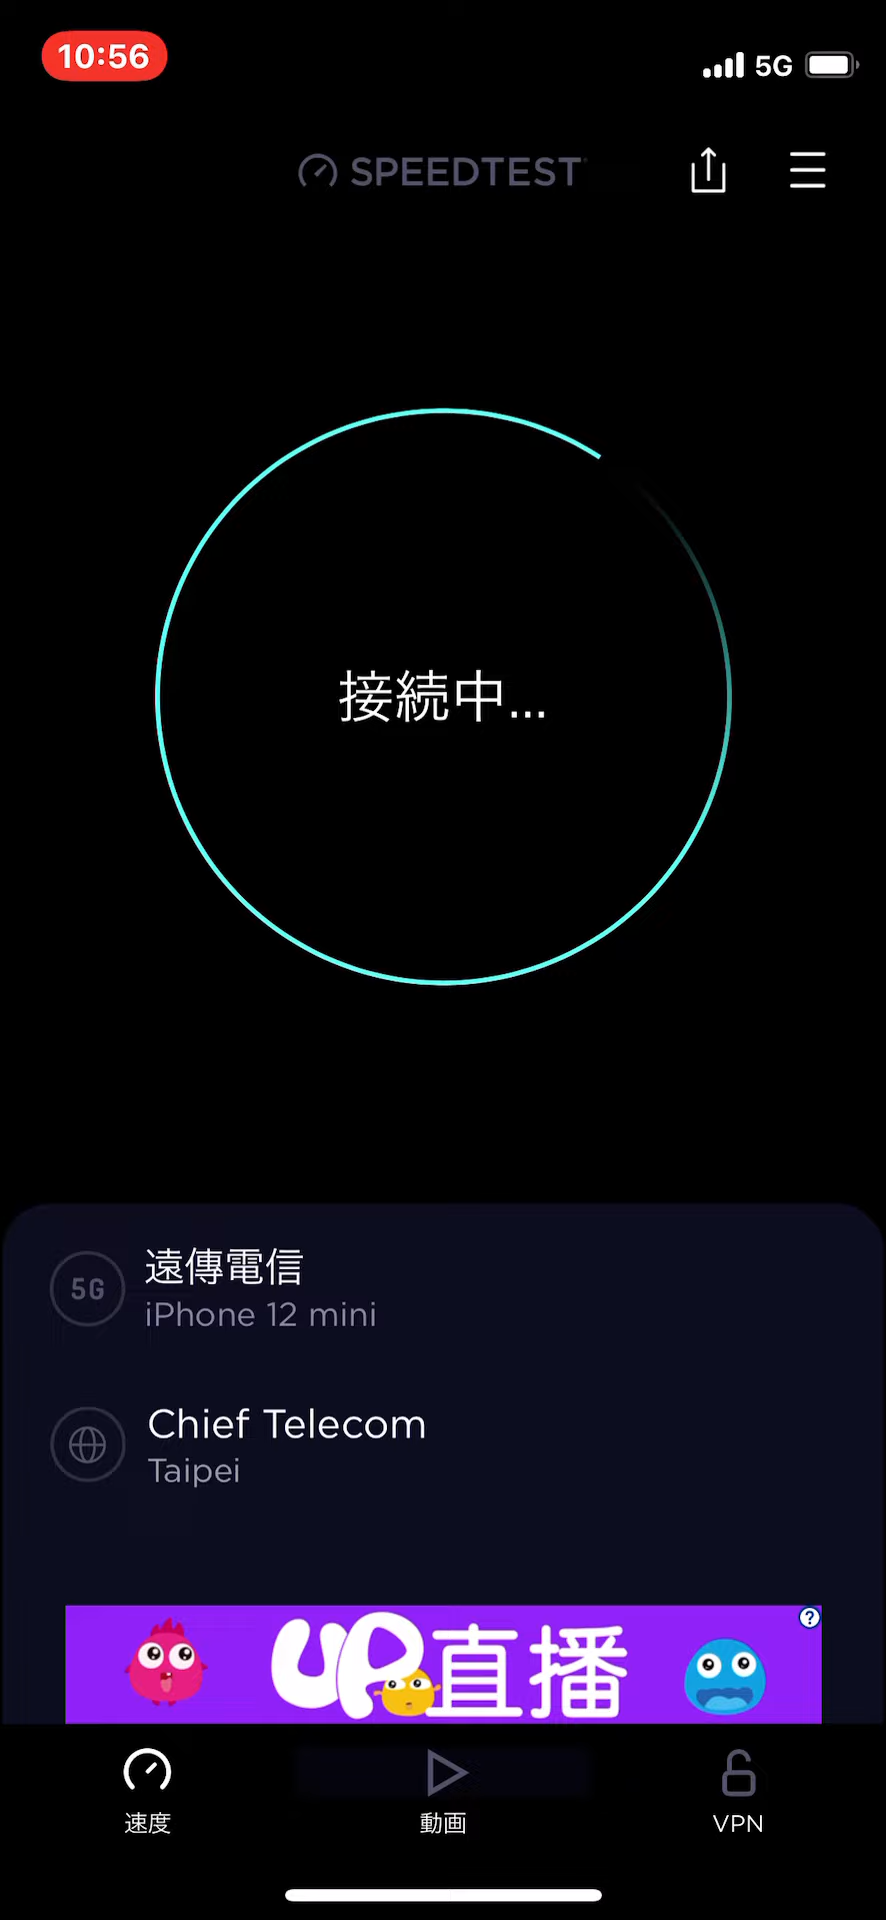 10:56
5G
SPEEDTEST
接続中...
5G
遠傳電信
iPhone 12 mini
Chief Telecom
Taipei
UP直播
?
速度
動画
VPN